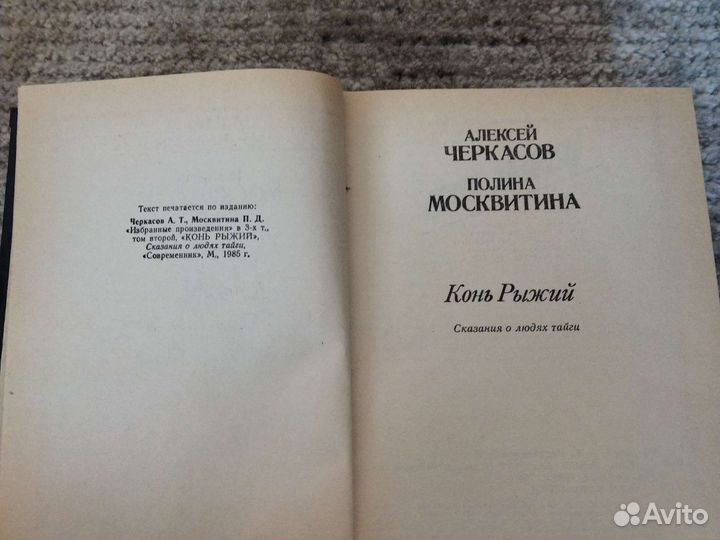 Текст печатается по изданию:
Черкасов А. Т., Москвитина П. Д.
«Избранные произведения» в 3-х т.,
том второй, «КОНЬ РЫЖИЙ»,
Сказания о людях тайги,
«Современник», М., 1985 г.
АЛЕКСЕЙ
ЧЕРКАСОВ
ПОЛИНА
МОСКВИТИНА
Конь Рыжий
Сказания о людях тайги
Avito